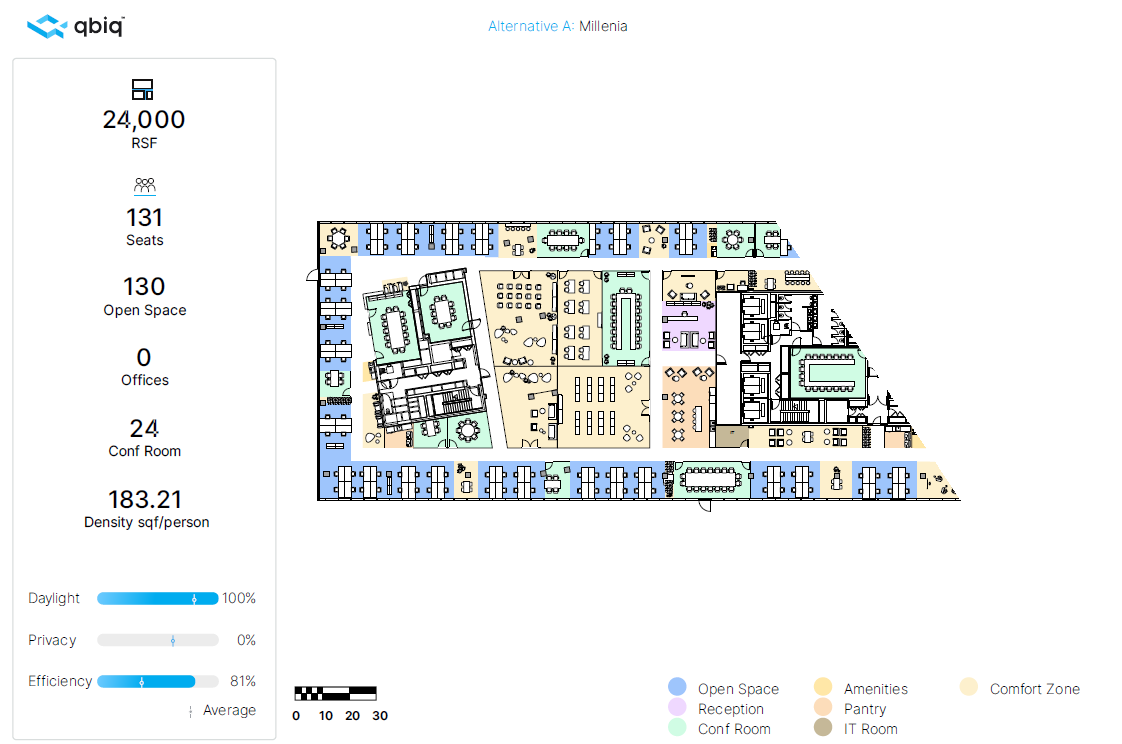 qbiq™
Alternative A: Millenia
24,000
RSF
131
Seats
130
Open Space
0
Offices
24
Conf Room
183.21
Density sqf/person
Daylight 100%
Privacy 0%
Efficiency 81%
Average
0 10 20 30
Open Space
Reception
Conf Room
Amenities
Pantry
IT Room
Comfort Zone